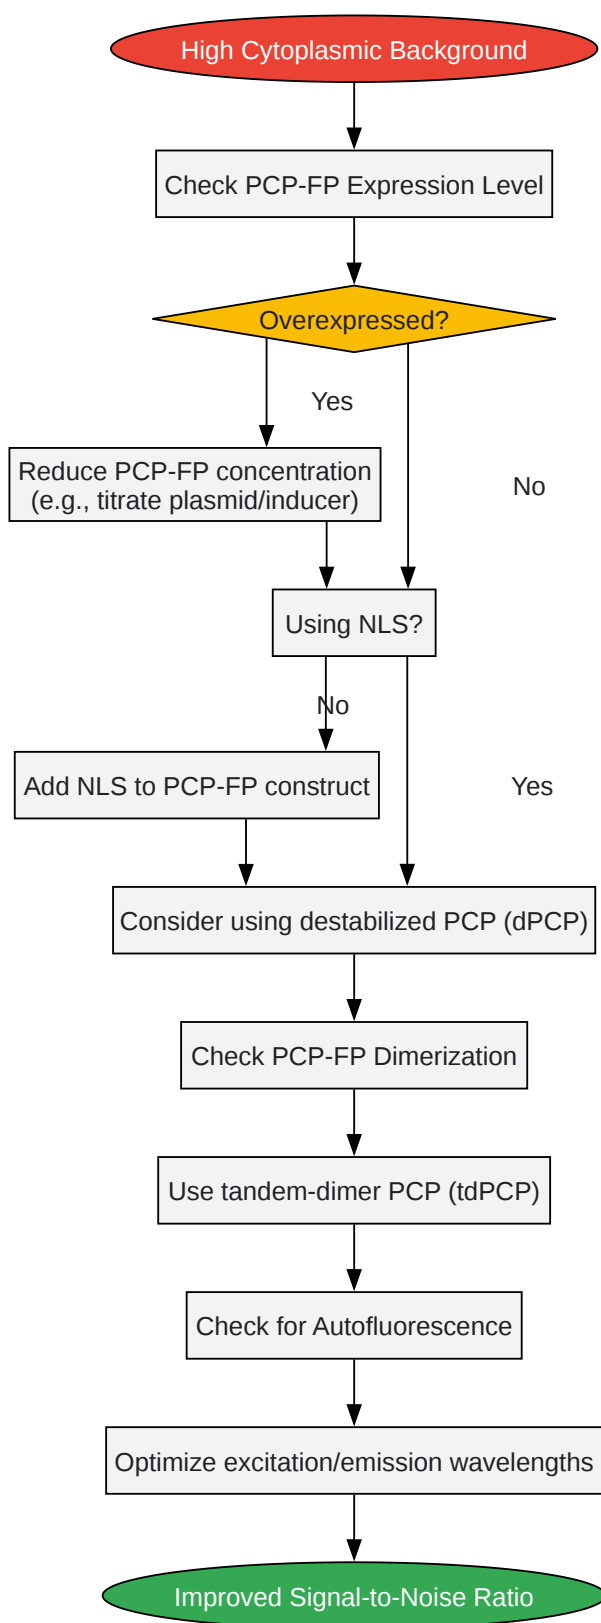 High Cytoplasmic Background
Check PCP-FP Expression Level
Overexpressed?
Yes
Reduce PCP-FP concentration
(e.g., titrate plasmid/inducer)
No
Using NLS?
No
Add NLS to PCP-FP construct
Yes
Consider using destabilized PCP (dPCP)
Check PCP-FP Dimerization
Use tandem-dimer PCP (tdPCP)
Check for Autofluorescence
Optimize excitation/emission wavelengths
Improved Signal-to-Noise Ratio